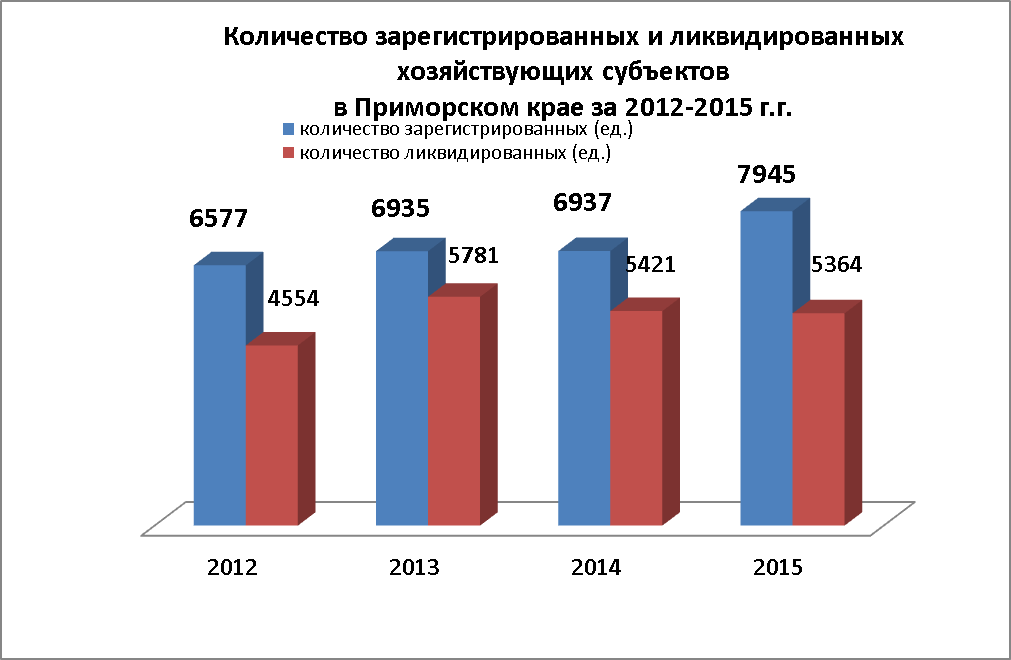 Количество зарегистрированных и ликвидированных
хозяйствующих субъектов
в Приморском крае за 2012-2015 г.г.
количество зарегистрированных (ед.)
количество ликвидированных (ед.)
6577
4554
6935
5781
6937
5421
7945
5364
2012
2013
2014
2015